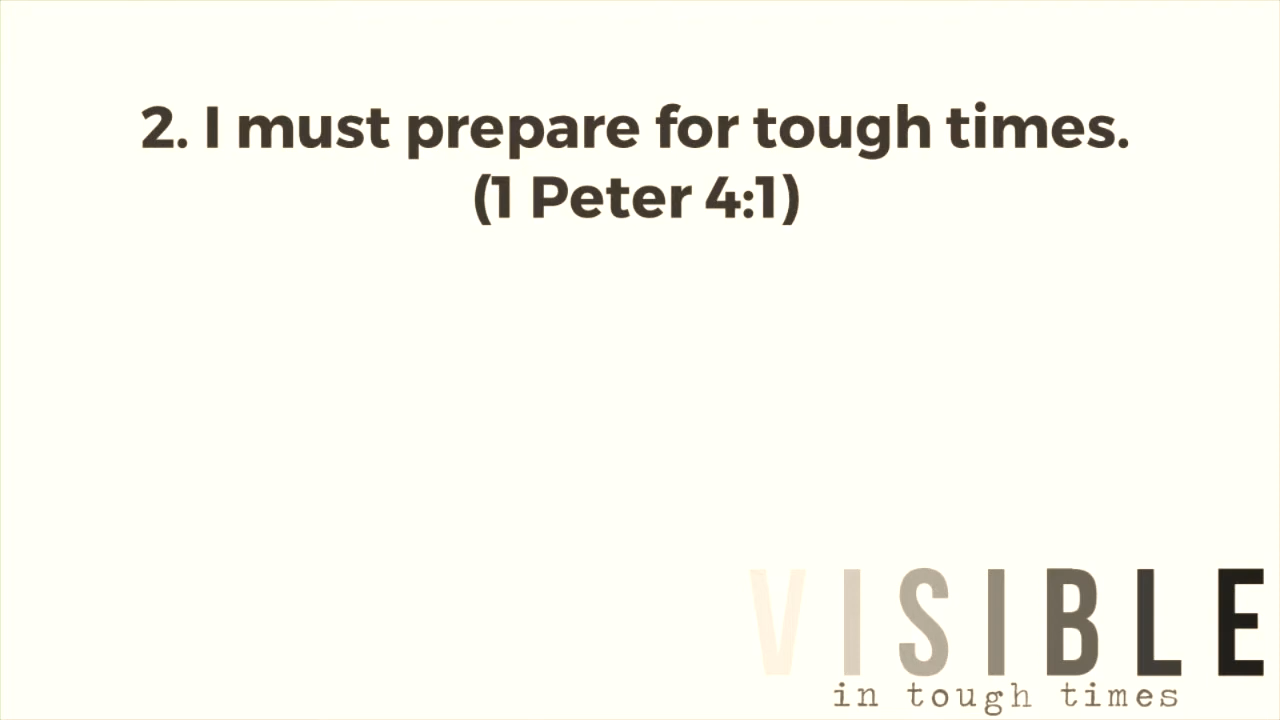 2. I must prepare for tough times.
(1 Peter 4:1)
VISIBLE
in tough times